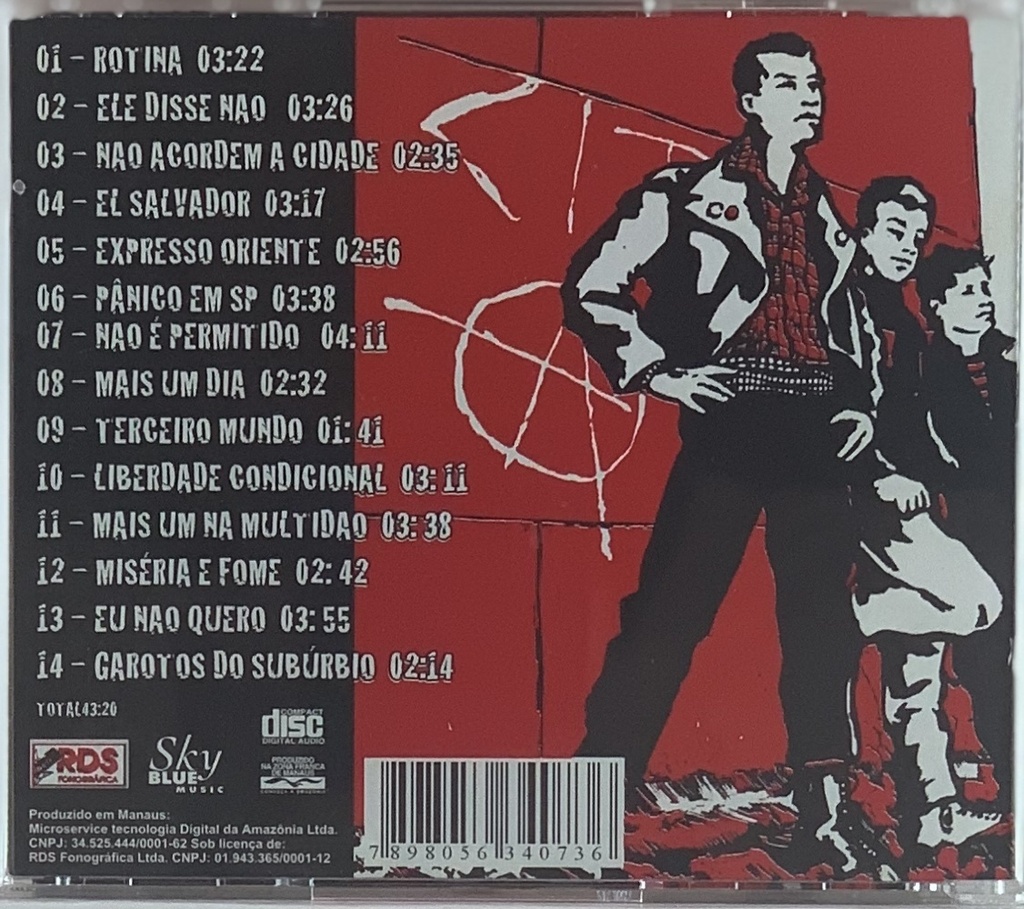 01 - ROTINA 03:22
02 - ELE DISSE NAO 03:26
03 - NAO ACORDEM A CIDADE 02:35
04 - EL SALVADOR 03:17
05 - EXPRESSO ORIENTE 02:56
06 - PÂNICO EM SP 03:38
07 - NAO É PERMITIDO 04:11
08 - MAIS UM DIA 02:32
09 - TERCEIRO MUNDO 01:41
10 - LIBERDADE CONDICIONAL 03:11
11 - MAIS UM NA MULTIDAO 03:38
12 - MISÉRIA E FOME 02:42
13 - EU NAO QUERO 03:55
14 - GAROTOS DO SUBÚRBIO 02:14
TOTAL43:20
RDS
FONOGRÁFICA
Sky
BLUE
MUSIC
COMPACT
disc
DIGITAL AUDIO
PRODUZIDO
NA ZONA FRANCA
DE MANAUS
CONHEÇA A AMAZÔNIA
Produzido em Manaus:
Microservice tecnologia Digital da Amazônia Ltda.
CNPJ: 34.525.444/0001-62 Sob licença de:
RDS Fonográfica Ltda. CNPJ: 01.943.365/0001-12
7 898056 340736